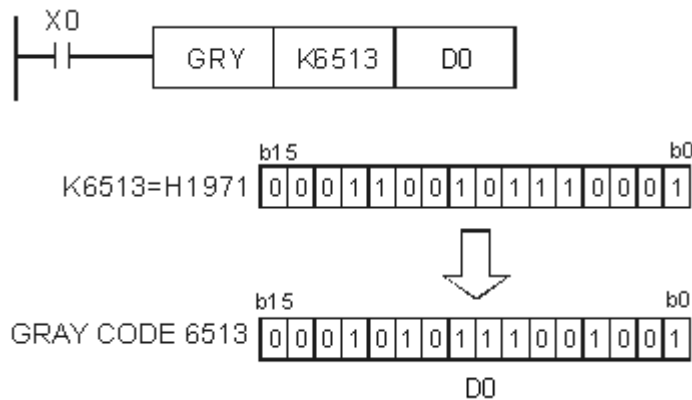 X0
GRY K6513 D0
b15 b0
K6513=H1971 0 0 0 1 1 0 0 1 0 1 1 1 0 0 0 1
b15 b0
GRAY CODE 6513 0 0 0 1 0 1 0 1 1 1 0 0 1 0 0 1
D0